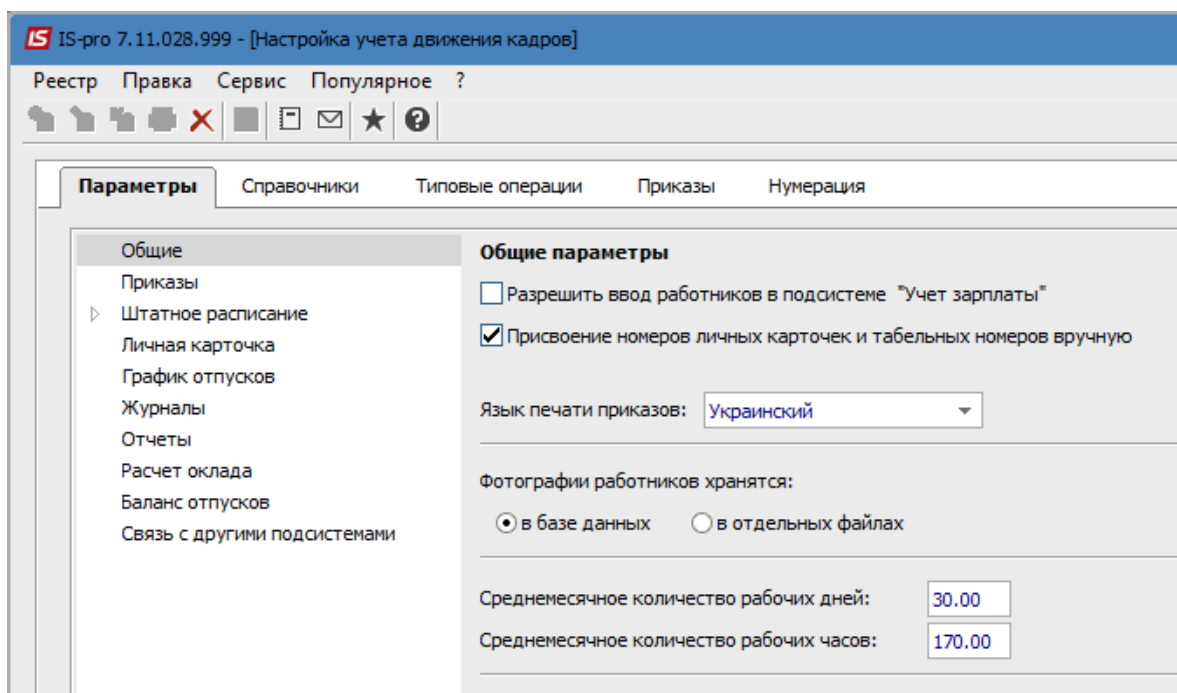 IS IS-pro 7.11.028.999 - [Настройка учета движения кадров]
Реестр Правка Сервис Популярное ?
Параметры Справочники Типовые операции Приказы Нумерация
Общие
Приказы
Штатное расписание
Личная карточка
График отпусков
Журналы
Отчеты
Расчет оклада
Баланс отпусков
Связь с другими подсистемами
Общие параметры
Разрешить ввод работников в подсистеме "Учет зарплаты"
Присвоение номеров личных карточек и табельных номеров вручную
Язык печати приказов: Украинский
Фотографии работников хранятся:
в базе данных в отдельных файлах
Среднемесячное количество рабочих дней: 30.00
Среднемесячное количество рабочих часов: 170.00